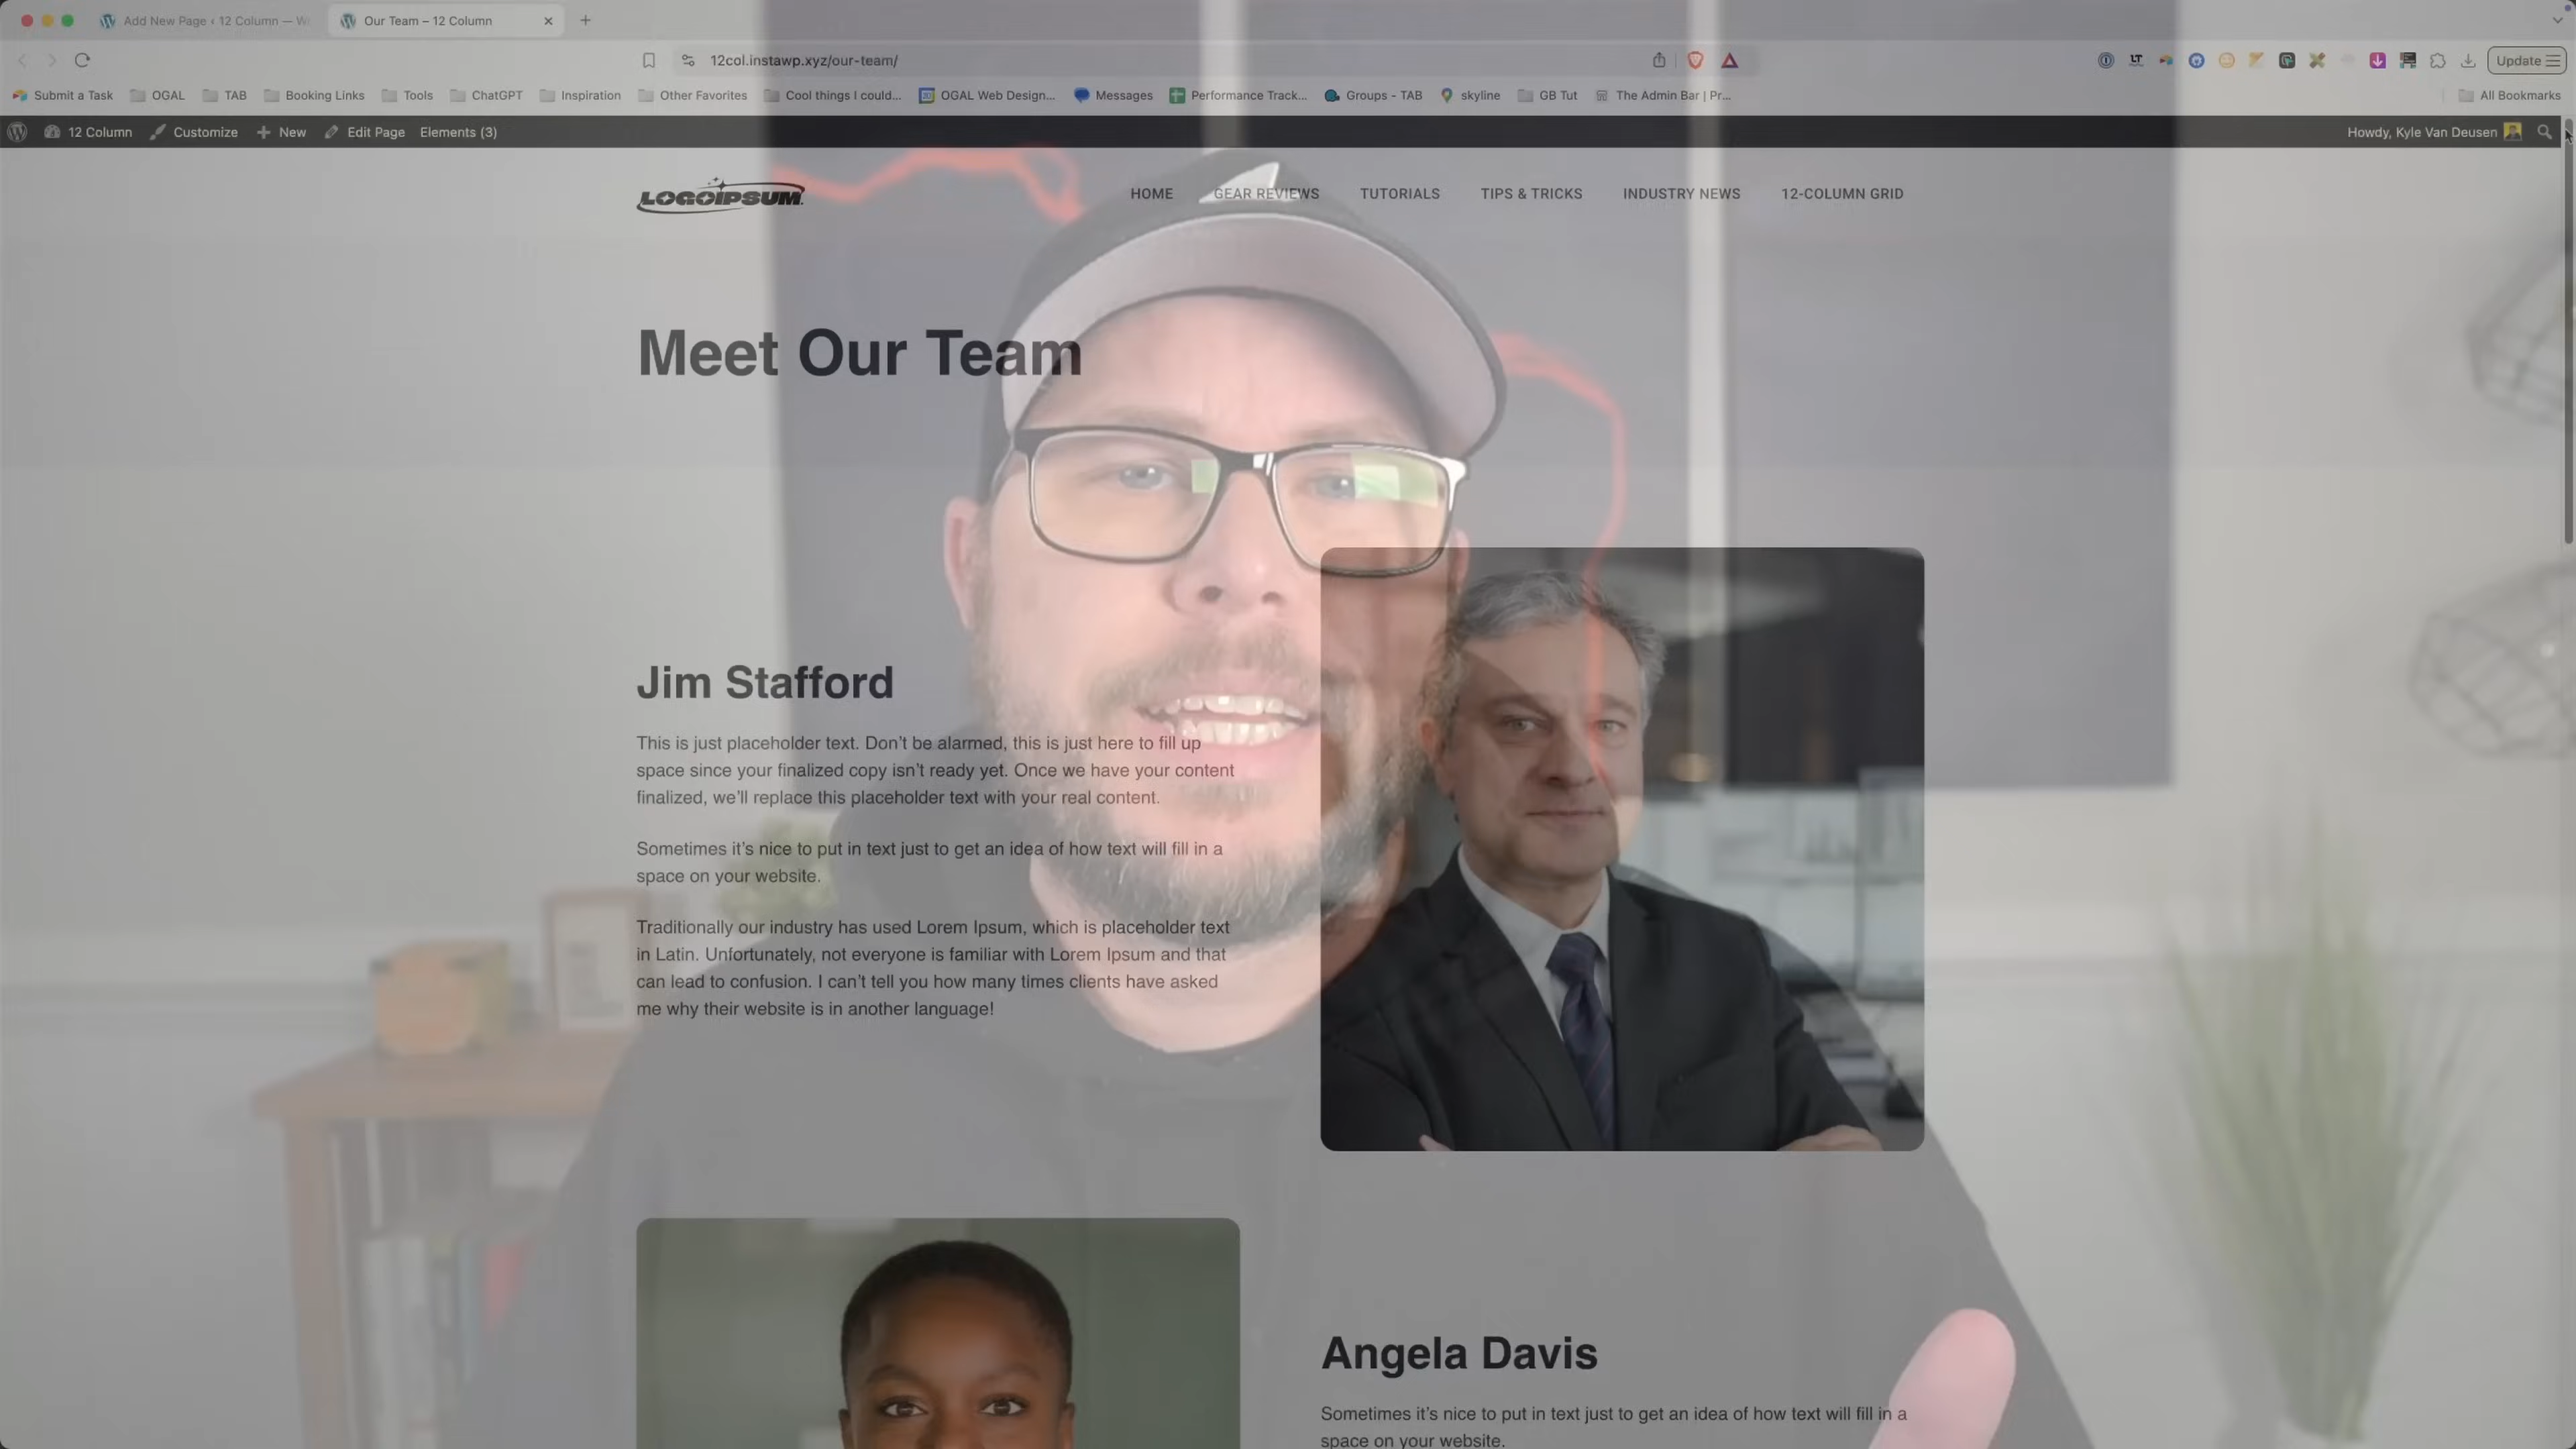 Add New Page ‹ 12 Column — W
Our Team – 12 Column
12col.instawp.xyz/our-team/
Update
Submit a Task
OGAL
TAB
Booking Links
Tools
ChatGPT
Inspiration
Other Favorites
Cool things I could...
OGAL Web Design...
Messages
Performance Track...
Groups - TAB
skyline
GB Tut
The Admin Bar | Pr...
All Bookmarks
12 Column
Customize
New
Edit Page
Elements (3)
Howdy, Kyle Van Deusen
LOGOIPSUM
HOME
GEAR REVIEWS
TUTORIALS
TIPS & TRICKS
INDUSTRY NEWS
12-COLUMN GRID
Meet Our Team
Jim Stafford
This is just placeholder text. Don’t be alarmed, this is just here to fill up
space since your finalized copy isn’t ready yet. Once we have your content
finalized, we’ll replace this placeholder text with your real content.
Sometimes it’s nice to put in text just to get an idea of how text will fill in a
space on your website.
Traditionally our industry has used Lorem Ipsum, which is placeholder text
in Latin. Unfortunately, not everyone is familiar with Lorem Ipsum and that
can lead to confusion. I can’t tell you how many times clients have asked
me why their website is in another language!
Angela Davis
Sometimes it’s nice to put in text just to get an idea of how text will fill in a
space on your website.